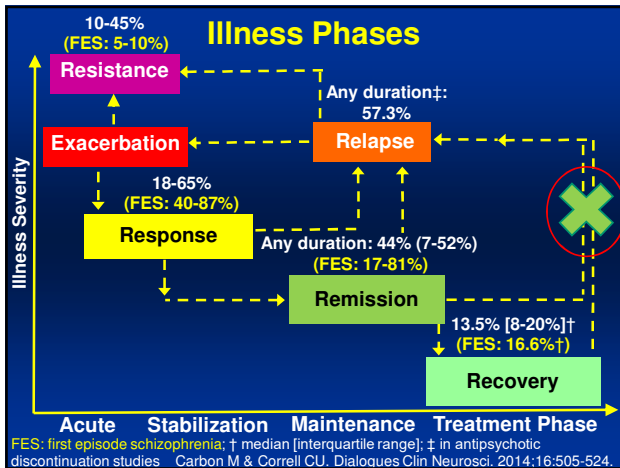 Illness Phases
10-45%
(FES: 5-10%)
Resistance
Any duration‡:
57.3%
Exacerbation
Relapse
18-65%
(FES: 40-87%)
Response
Any duration: 44% (7-52%)
(FES: 17-81%)
Remission
13.5% [8-20%]†
(FES: 16.6%†)
Recovery
Illness Severity
Acute Stabilization Maintenance Treatment Phase
FES: first episode schizophrenia; † median [interquartile range]; ‡ in antipsychotic
discontinuation studies Carbon M & Correll CU. Dialogues Clin Neurosci. 2014:16:505-524.